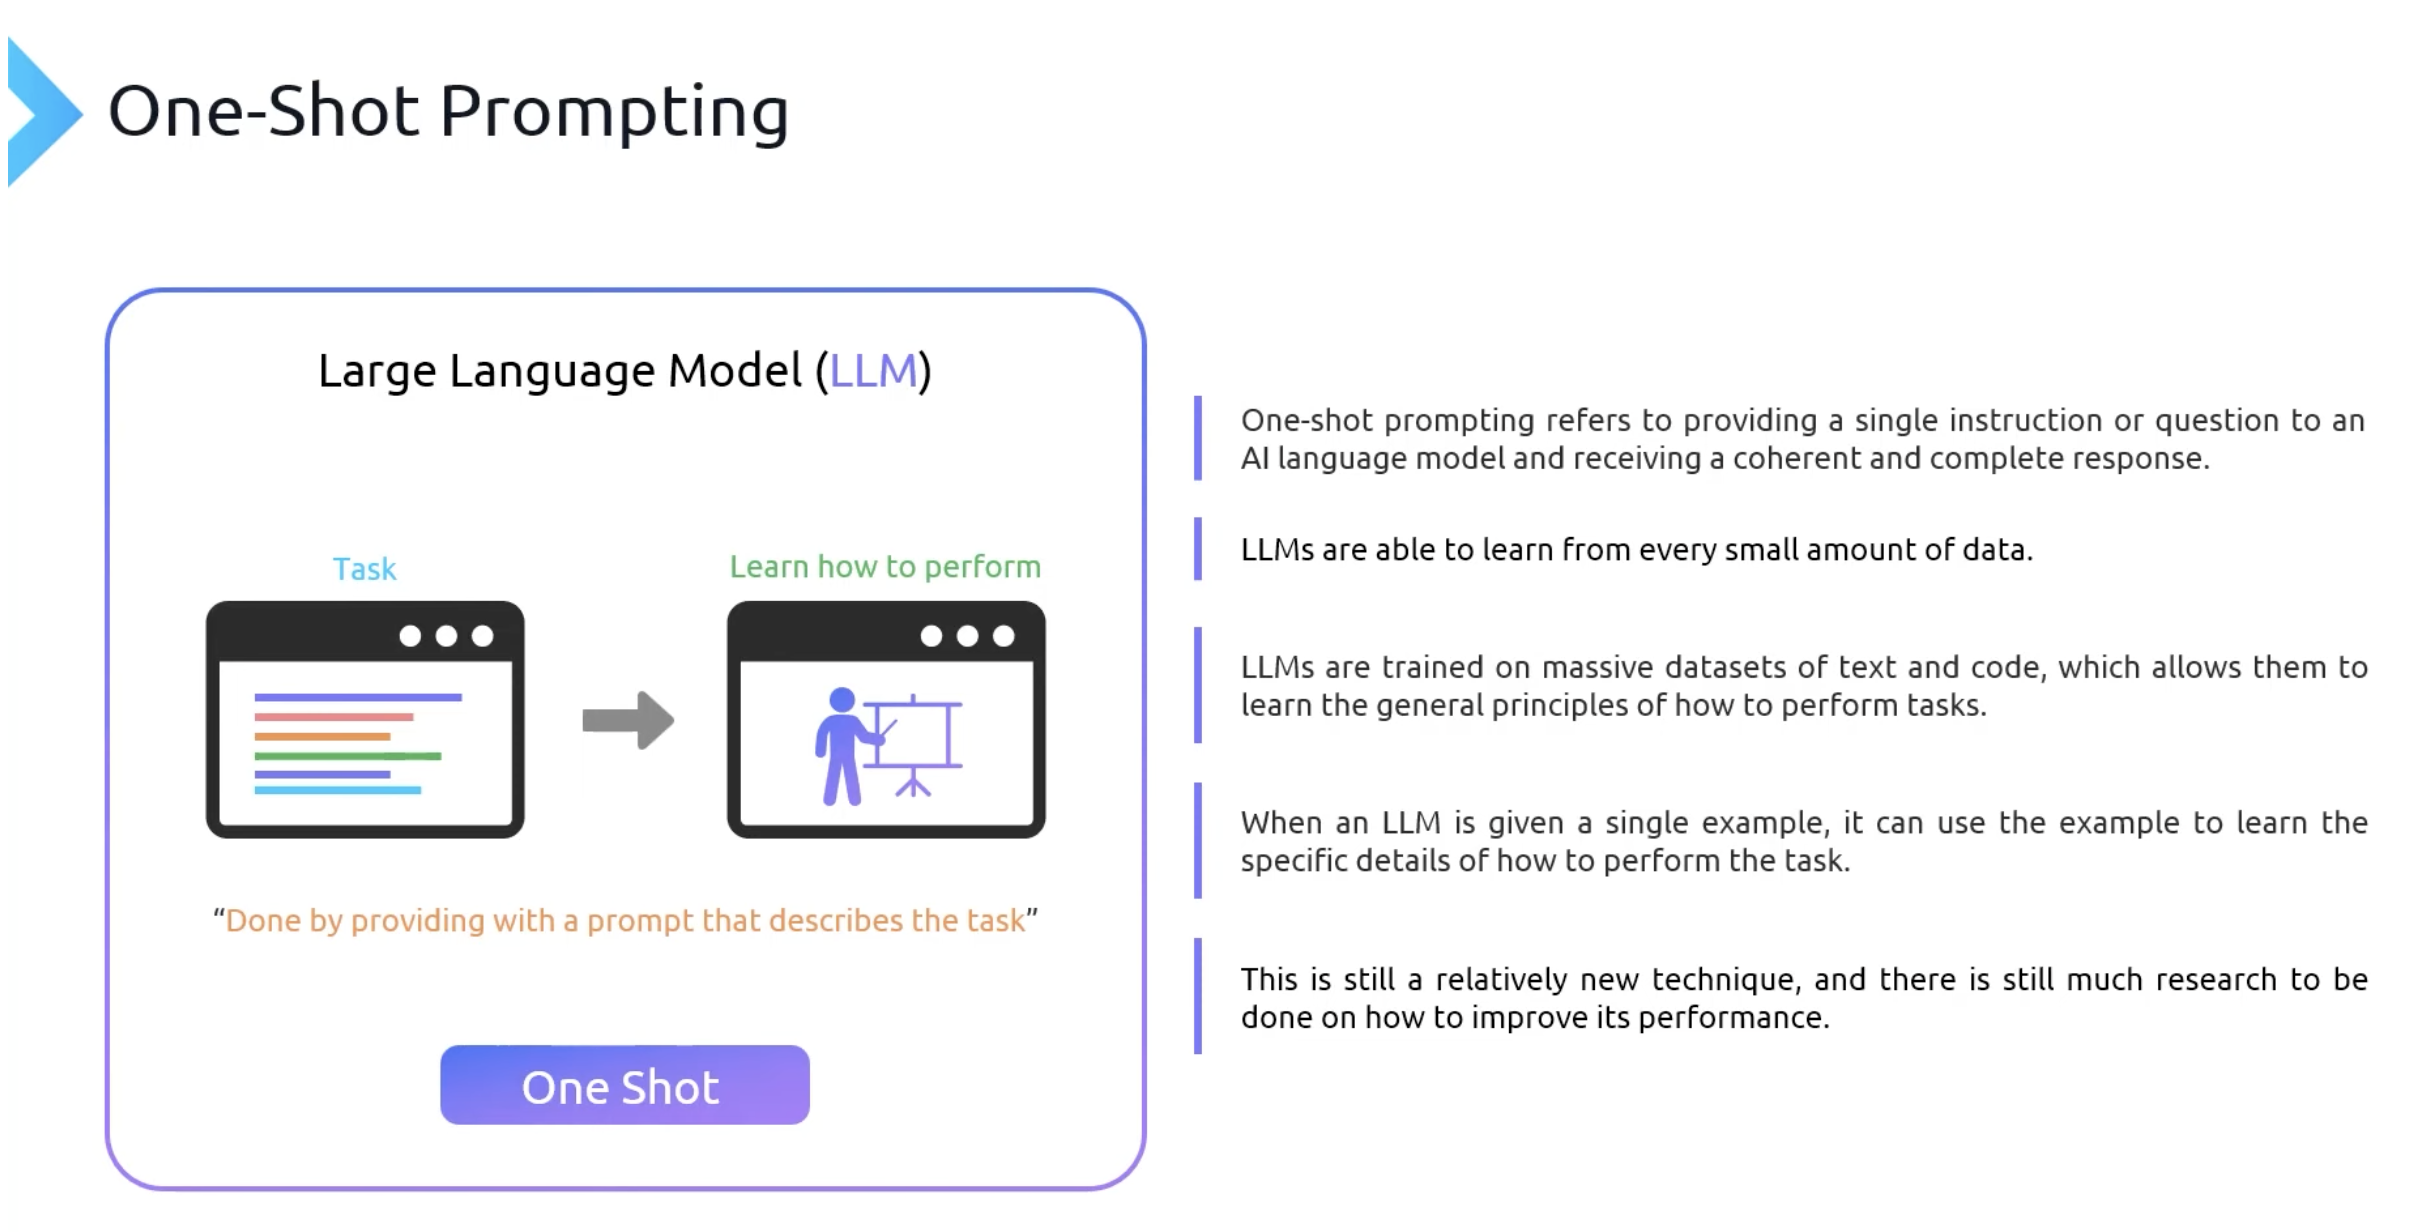 One-Shot Prompting
Large Language Model (LLM)
Task
Learn how to perform
“Done by providing with a prompt that describes the task”
One Shot
One-shot prompting refers to providing a single instruction or question to an
AI language model and receiving a coherent and complete response.
LLMs are able to learn from every small amount of data.
LLMs are trained on massive datasets of text and code, which allows them to
learn the general principles of how to perform tasks.
When an LLM is given a single example, it can use the example to learn the
specific details of how to perform the task.
This is still a relatively new technique, and there is still much research to be
done on how to improve its performance.